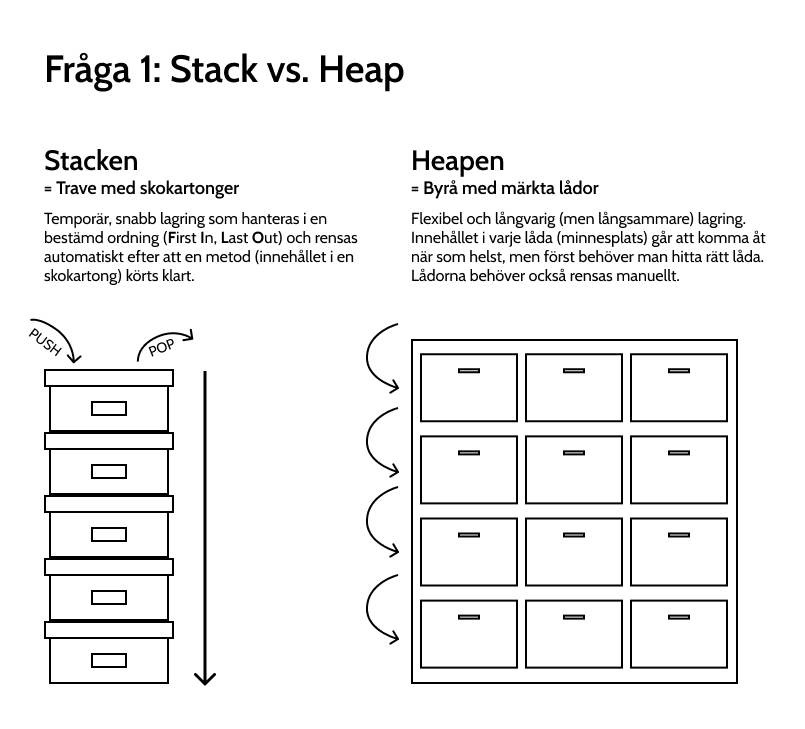 Fråga 1: Stack vs. Heap
Stacken
= Trave med skokartonger
Temporär, snabb lagring som hanteras i en
bestämd ordning (First In, Last Out) och rensas
automatiskt efter att en metod (innehållet i en
skokartong) körts klart.
Heapen
= Byrå med märkta lådor
Flexibel och långvarig (men långsammare) lagring.
Innehållet i varje låda (minnesplats) går att komma åt
när som helst, men först behöver man hitta rätt låda.
Lådorna behöver också rensas manuellt.
PUSH
POP